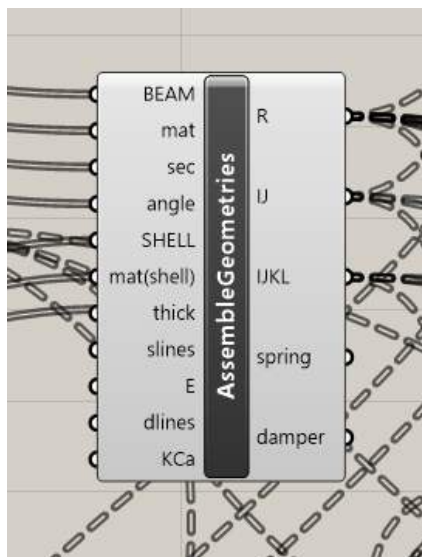 BEAM
mat
sec
angle
SHELL
mat(shell)
thick
slines
E
dlines
KCa
AssembleGeometries
R
IJ
IJKL
spring
damper